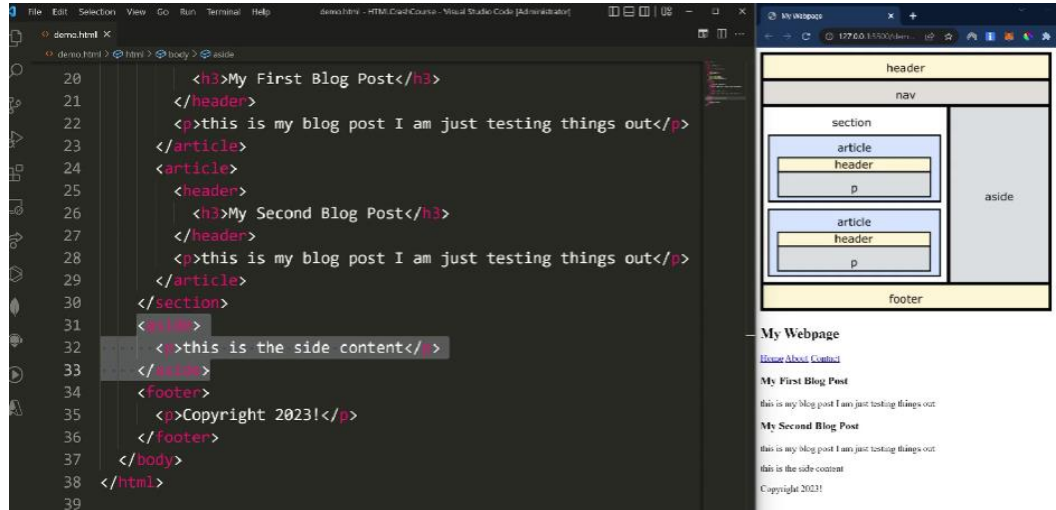 File Edit Selection View Go Run Terminal Help
demo.html - HTMLCrashCourse - Visual Studio Code [Administrator]
demo.html
demo.html > html > body > aside
20 <h3>My First Blog Post</h3>
21 </header>
22 <p>this is my blog post I am just testing things out</p>
23 </article>
24 <article>
25 <header>
26 <h3>My Second Blog Post</h3>
27 </header>
28 <p>this is my blog post I am just testing things out</p>
29 </article>
30 </section>
31 <aside>
32 <p>this is the side content</p>
33 </aside>
34 <footer>
35 <p>Copyright 2023!</p>
36 </footer>
37 </body>
38 </html>
39
My Webpage
header
nav
section
article
header
p
article
header
p
aside
footer
My Webpage
Home About Contact
My First Blog Post
this is my blog post I am just testing things out
My Second Blog Post
this is my blog post I am just testing things out
this is the side content
Copyright 2023!